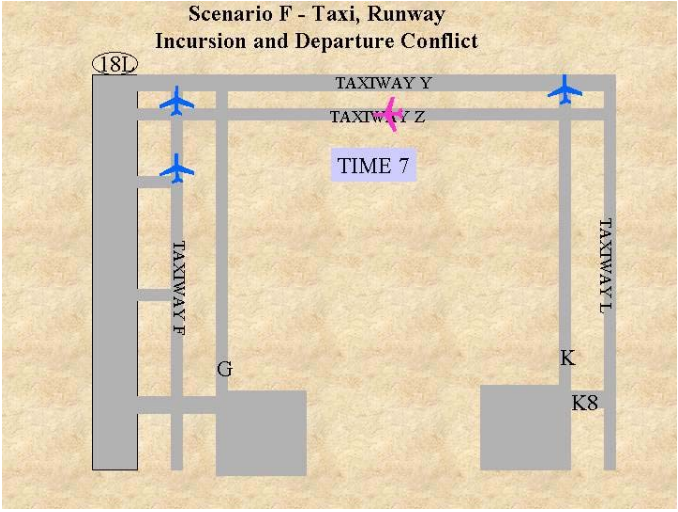 Scenario F - Taxi, Runway
Incursion and Departure Conflict
18L
TAXIWAY Y
TAXIWAY Z
TIME 7
TAXIWAY F
TAXIWAY L
G
K
K8